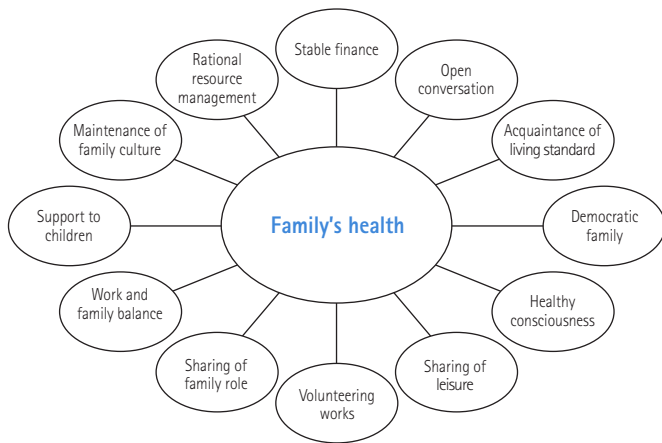 Stable finance
Open
conversation
Acquaintance of
living standard
Democratic
family
Healthy
consciousness
Sharing of
leisure
Volunteering
works
Sharing of
family role
Work and
family balance
Support to
children
Maintenance of
family culture
Rational
resource
management
Family's health